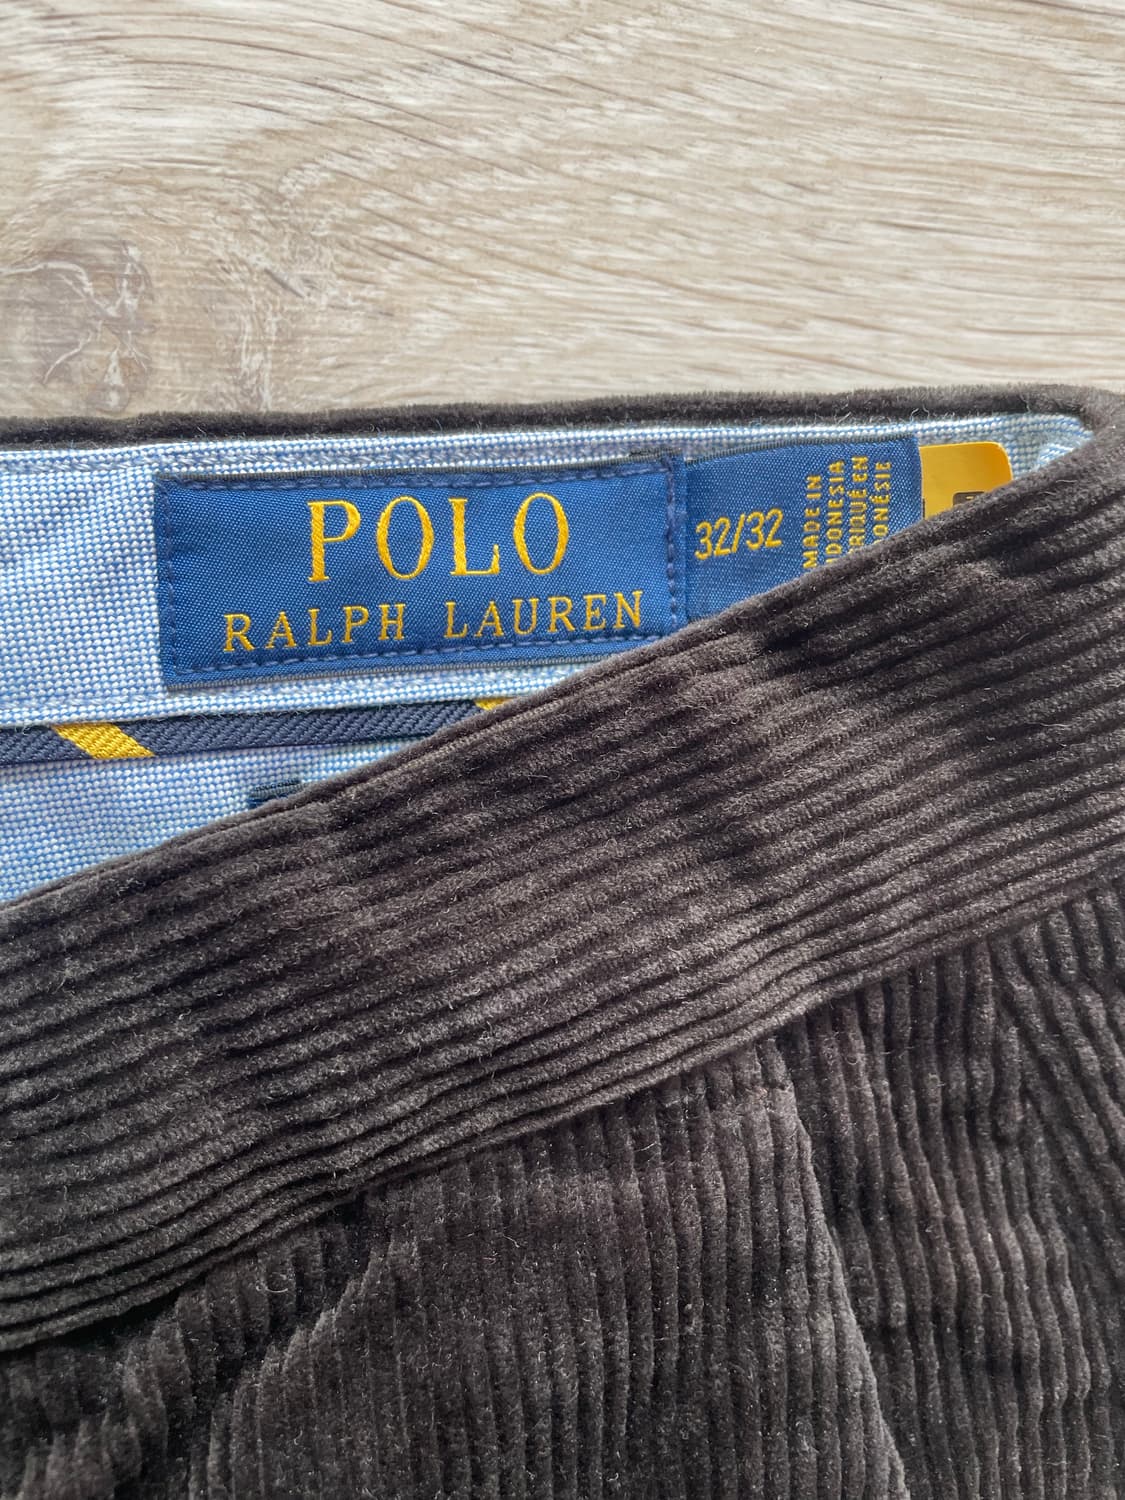 POLO
RALPH LAUREN
32/32
MADE IN
INDONESIA